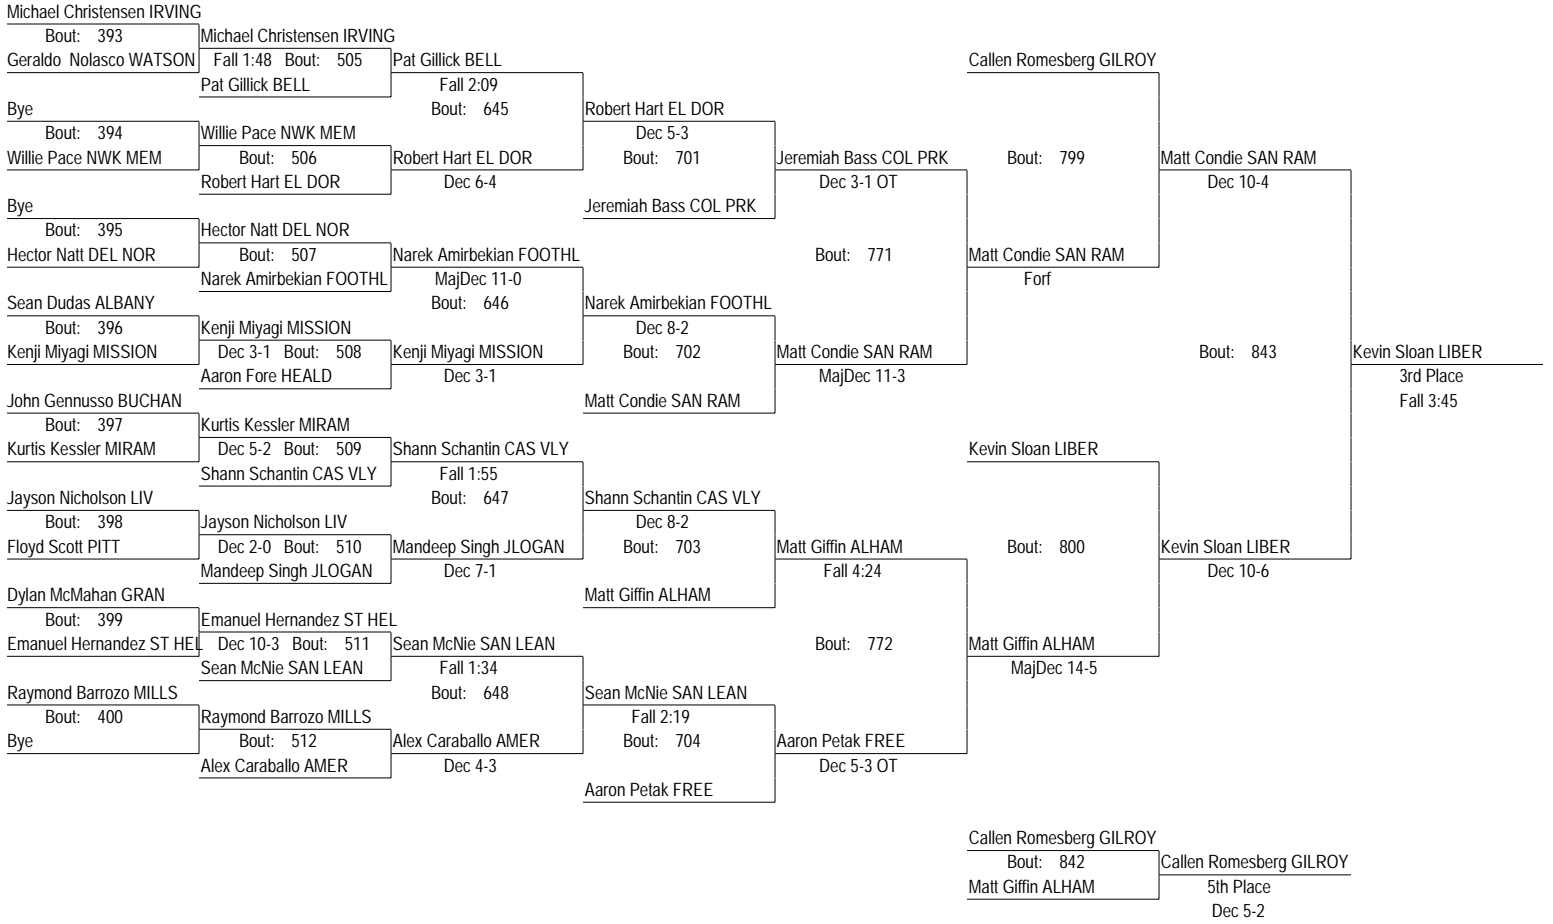 Michael Christensen IRVING
Bout: 393
Michael Christensen IRVING
Geraldo Nolasco WATSON
Fall 1:48 Bout: 505
Pat Gillick BELL
Callen Romesberg GILROY
Pat Gillick BELL
Fall 2:09
Bye
Bout: 645
Robert Hart EL DOR
Bout: 394
Willie Pace NWK MEM
Dec 5-3
Willie Pace NWK MEM
Bout: 506
Robert Hart EL DOR
Bout: 701
Jeremiah Bass COL PRK
Bout: 799
Matt Condie SAN RAM
Robert Hart EL DOR
Dec 6-4
Dec 3-1 OT
Dec 10-4
Bye
Jeremiah Bass COL PRK
Bout: 395
Hector Natt DEL NOR
Hector Natt DEL NOR
Bout: 507
Narek Amirbekian FOOTHL
Bout: 771
Matt Condie SAN RAM
Narek Amirbekian FOOTHL
MajDec 11-0
Forf
Sean Dudas ALBANY
Bout: 646
Narek Amirbekian FOOTHL
Bout: 396
Kenji Miyagi MISSION
Dec 8-2
Kenji Miyagi MISSION
Dec 3-1 Bout: 508
Kenji Miyagi MISSION
Bout: 702
Matt Condie SAN RAM
Bout: 843
Kevin Sloan LIBER
Aaron Fore HEALD
Dec 3-1
MajDec 11-3
3rd Place
John Gennusso BUCHAN
Matt Condie SAN RAM
Fall 3:45
Bout: 397
Kurtis Kessler MIRAM
Kurtis Kessler MIRAM
Dec 5-2 Bout: 509
Shann Schantin CAS VLY
Kevin Sloan LIBER
Shann Schantin CAS VLY
Fall 1:55
Jayson Nicholson LIV
Bout: 647
Shann Schantin CAS VLY
Bout: 398
Jayson Nicholson LIV
Dec 8-2
Floyd Scott PITT
Dec 2-0 Bout: 510
Mandeep Singh JLOGAN
Bout: 703
Matt Giffin ALHAM
Bout: 800
Kevin Sloan LIBER
Mandeep Singh JLOGAN
Dec 7-1
Fall 4:24
Dec 10-6
Dylan McMahan GRAN
Matt Giffin ALHAM
Bout: 399
Emanuel Hernandez ST HEL
Emanuel Hernandez ST HEL
Dec 10-3 Bout: 511
Sean McNie SAN LEAN
Bout: 772
Matt Giffin ALHAM
Sean McNie SAN LEAN
Fall 1:34
MajDec 14-5
Raymond Barrozo MILLS
Bout: 648
Sean McNie SAN LEAN
Bout: 400
Raymond Barrozo MILLS
Fall 2:19
Bye
Bout: 512
Alex Caraballo AMER
Bout: 704
Aaron Petak FREE
Alex Caraballo AMER
Dec 4-3
Dec 5-3 OT
Aaron Petak FREE
Callen Romesberg GILROY
Bout: 842
Callen Romesberg GILROY
Matt Giffin ALHAM
5th Place
Dec 5-2